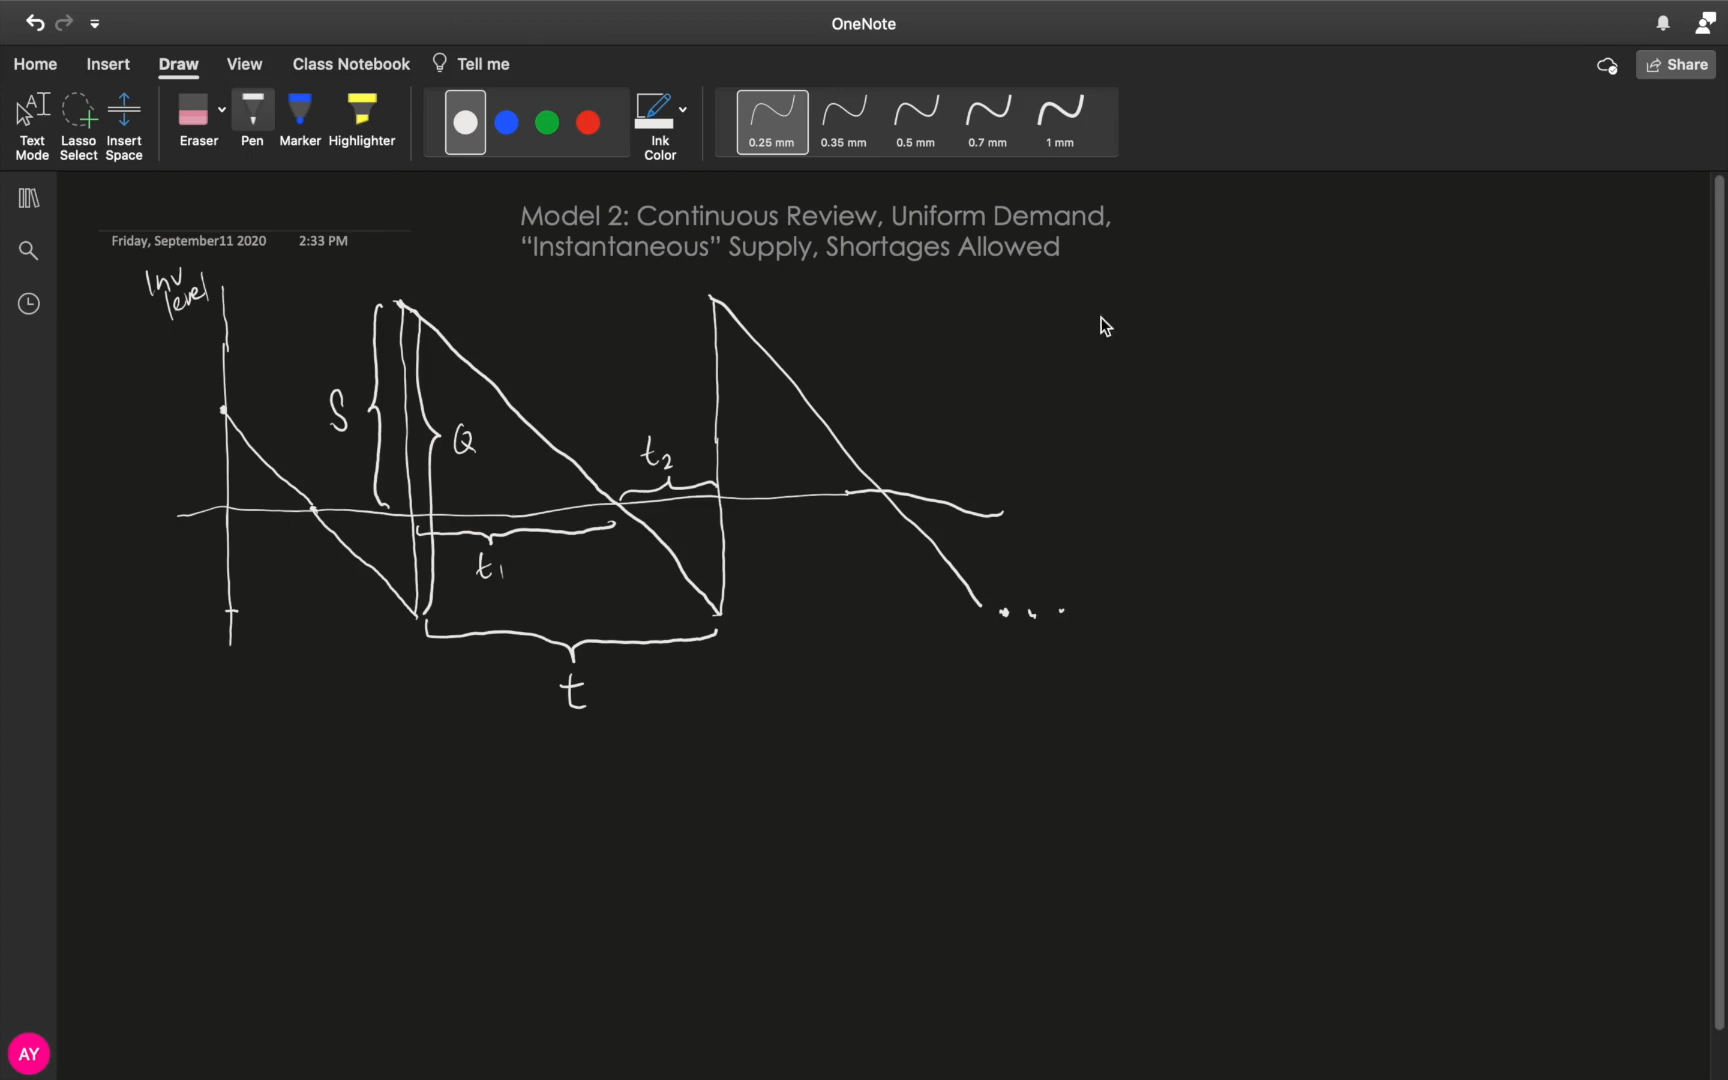 OneNote
Home Insert Draw View Class Notebook Tell me
Share
Text Mode
Lasso Select
Insert Space
Eraser
Pen
Marker
Highlighter
Ink Color
0.25 mm
0.35 mm
0.5 mm
0.7 mm
1 mm
Model 2: Continuous Review, Uniform Demand,
“Instantaneous” Supply, Shortages Allowed
Friday, September11 2020 2:33 PM
Inv
level
S
Q
t2
t1
t
AY